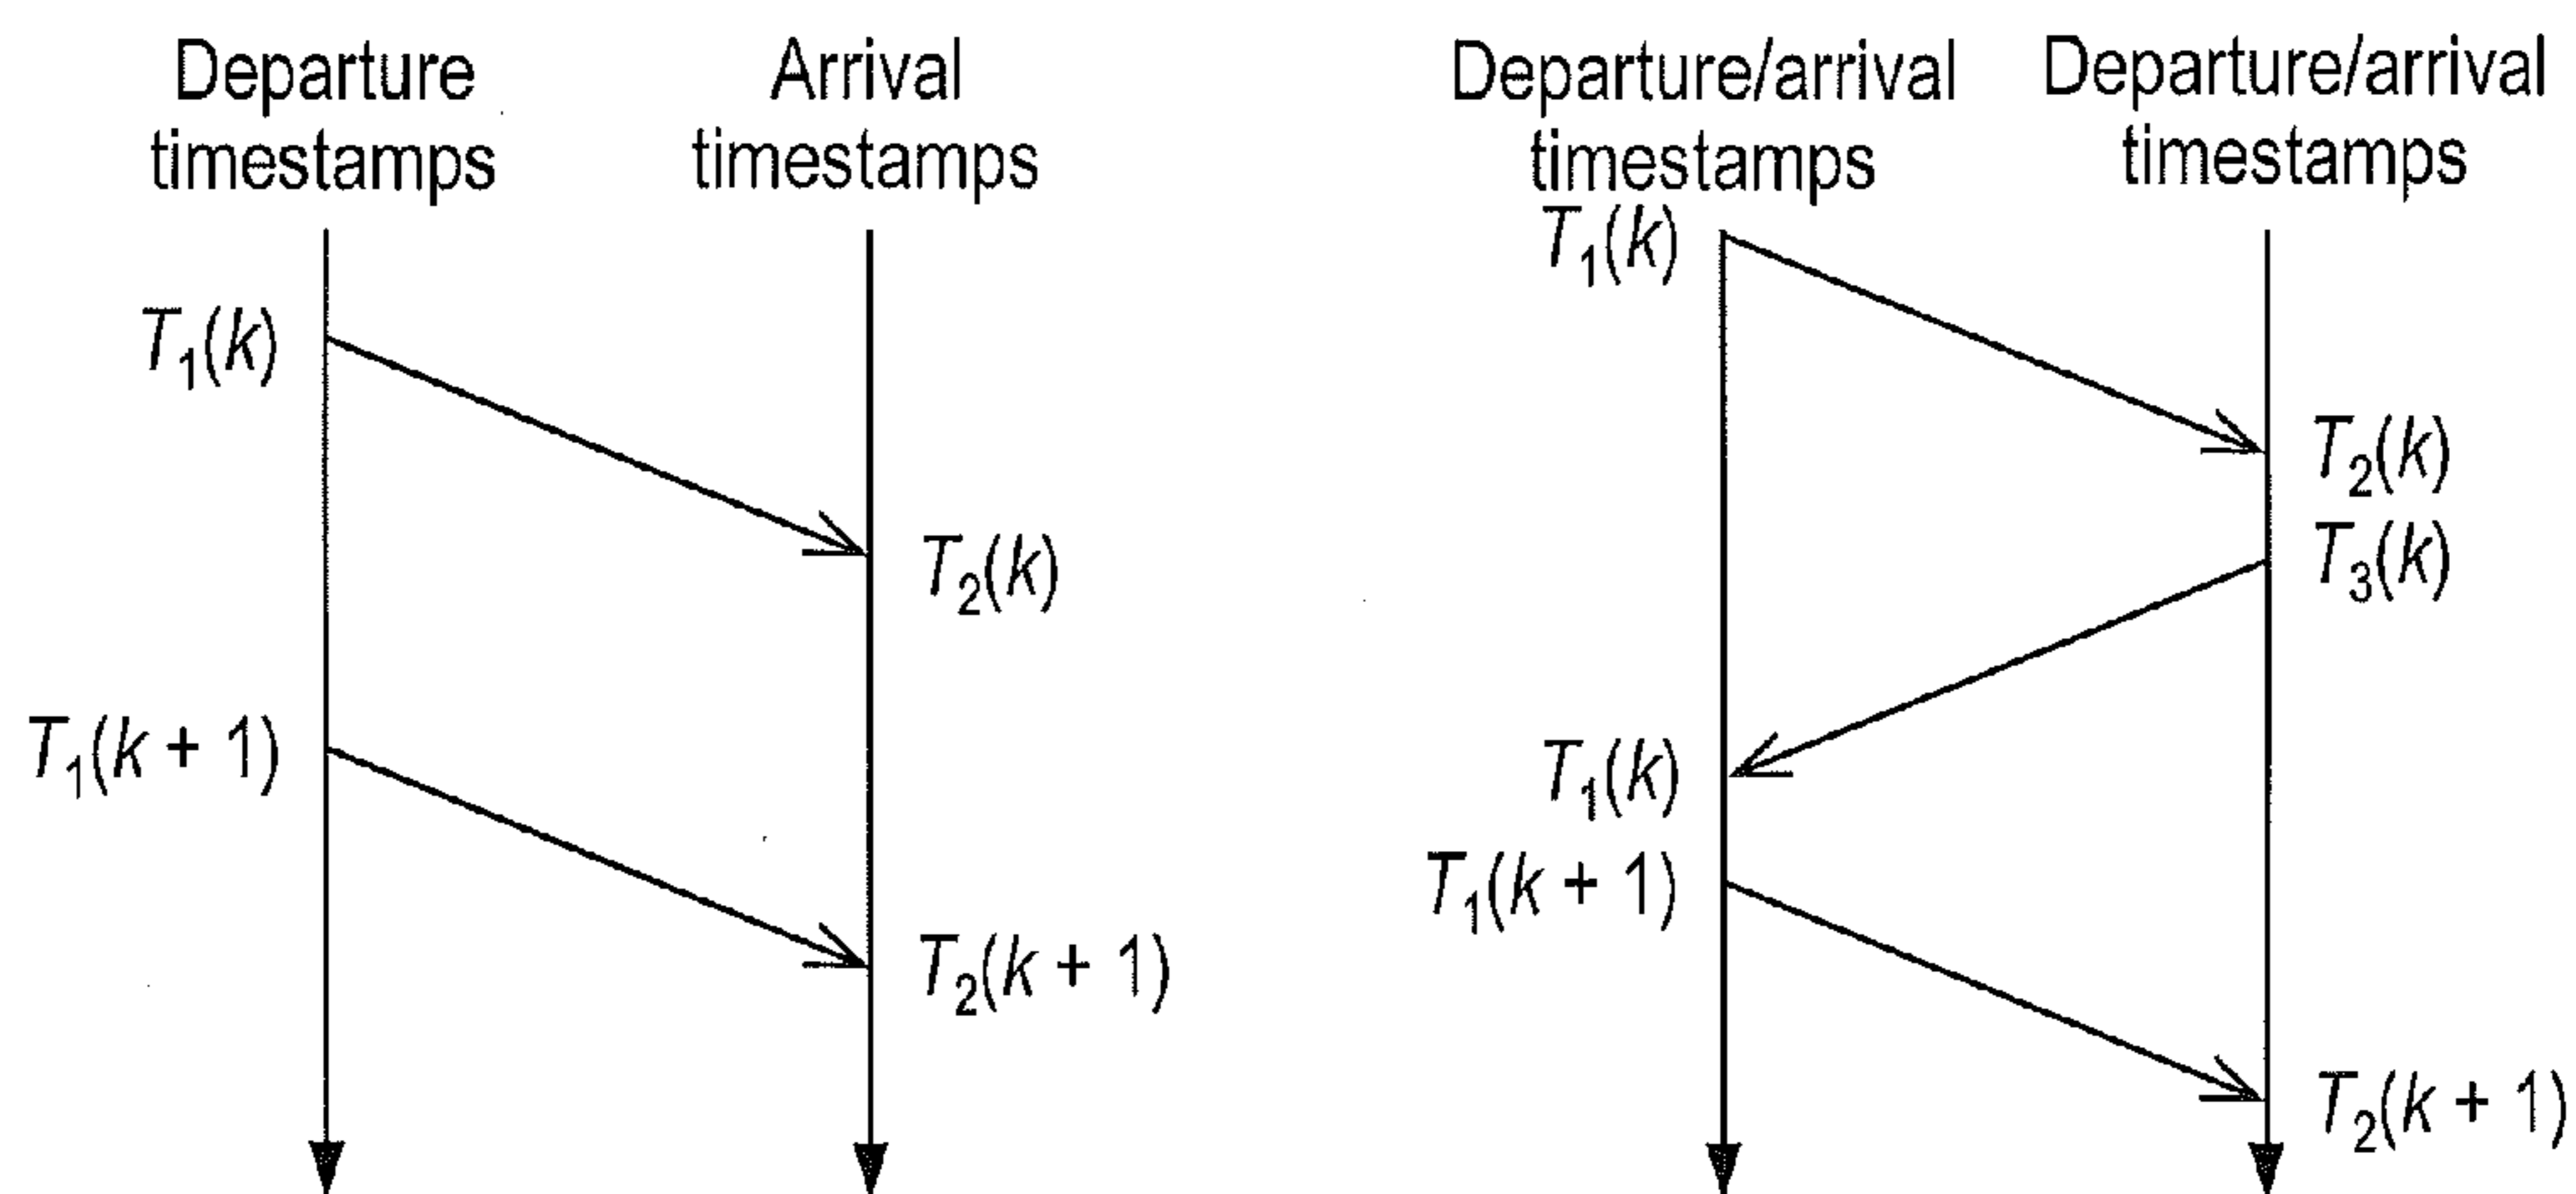 Departure
timestamps
Arrival
timestamps
T1(k)
T2(k)
T1(k + 1)
T2(k + 1)
Departure/arrival
timestamps
Departure/arrival
timestamps
T1(k)
T2(k)
T3(k)
T1(k)
T1(k + 1)
T2(k + 1)